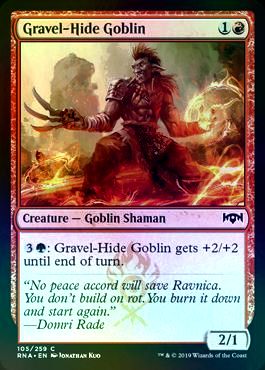 Gravel-Hide Goblin 1
Creature — Goblin Shaman
3 : Gravel-Hide Goblin gets +2/+2
until end of turn.
"No peace accord will save Ravnica.
You don't build on rot. You burn it down
and start again."
—Domri Rade
2/1
105/259 C
RNA • EN Jonathan Kuo
™ & © 2019 Wizards of the Coast